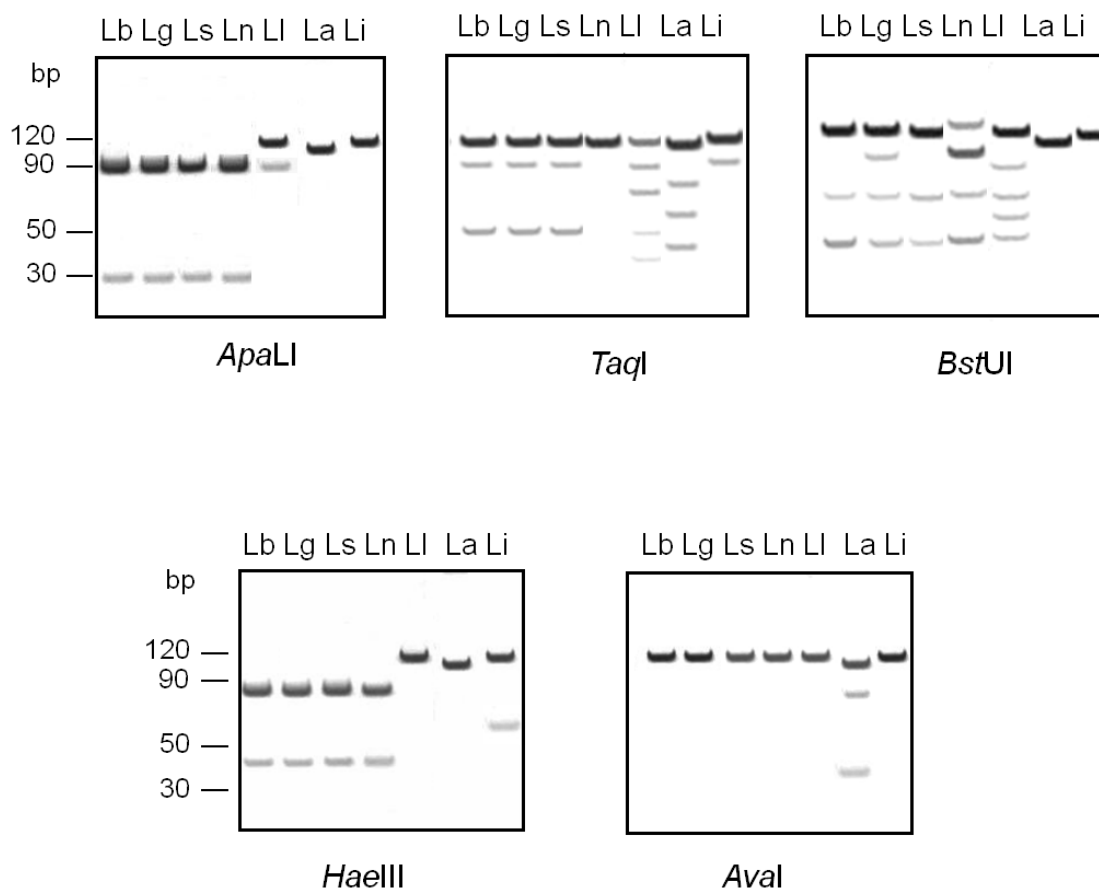 Lb Lg Ls Ln Ll La Li
Lb Lg Ls Ln Ll La Li
Lb Lg Ls Ln Ll La Li
bp
120
90
50
30
ApaLI
TaqI
BstUI
Lb Lg Ls Ln Ll La Li
Lb Lg Ls Ln Ll La Li
bp
120
90
50
30
HaeIII
AvaI